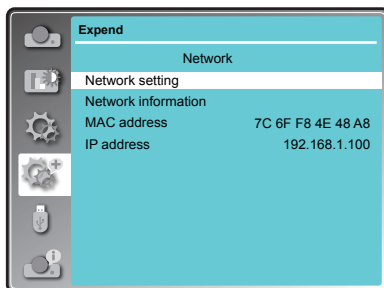 Expend
Network
Network setting
Network information
MAC address 7C 6F F8 4E 48 A8
IP address 192.168.1.100